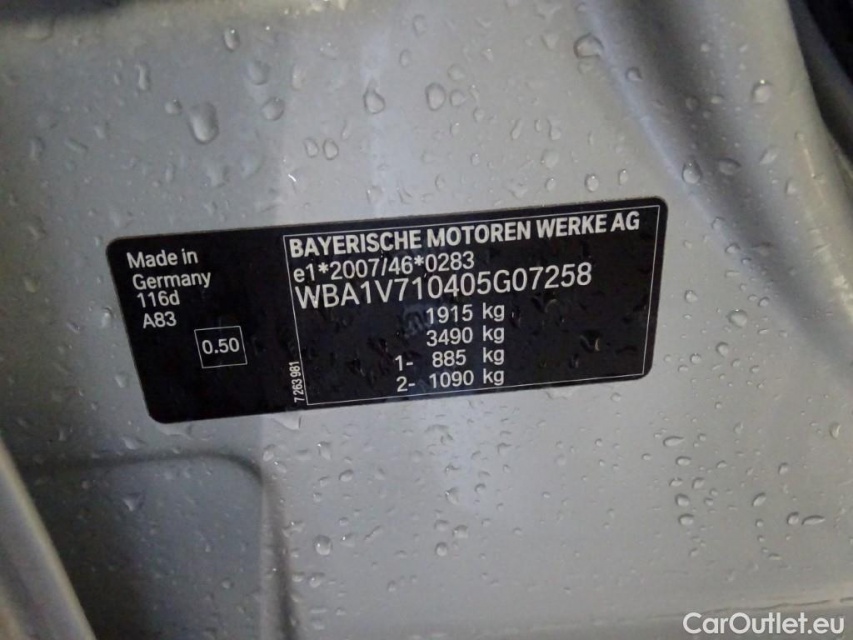 Made in
Germany
116d
A83
0.50
7 263 981
BAYERISCHE MOTOREN WERKE AG
e1*2007/46*0283
WBA1V710405G07258
1915 kg
3490 kg
1- 885 kg
2- 1090 kg
CarOutlet.eu